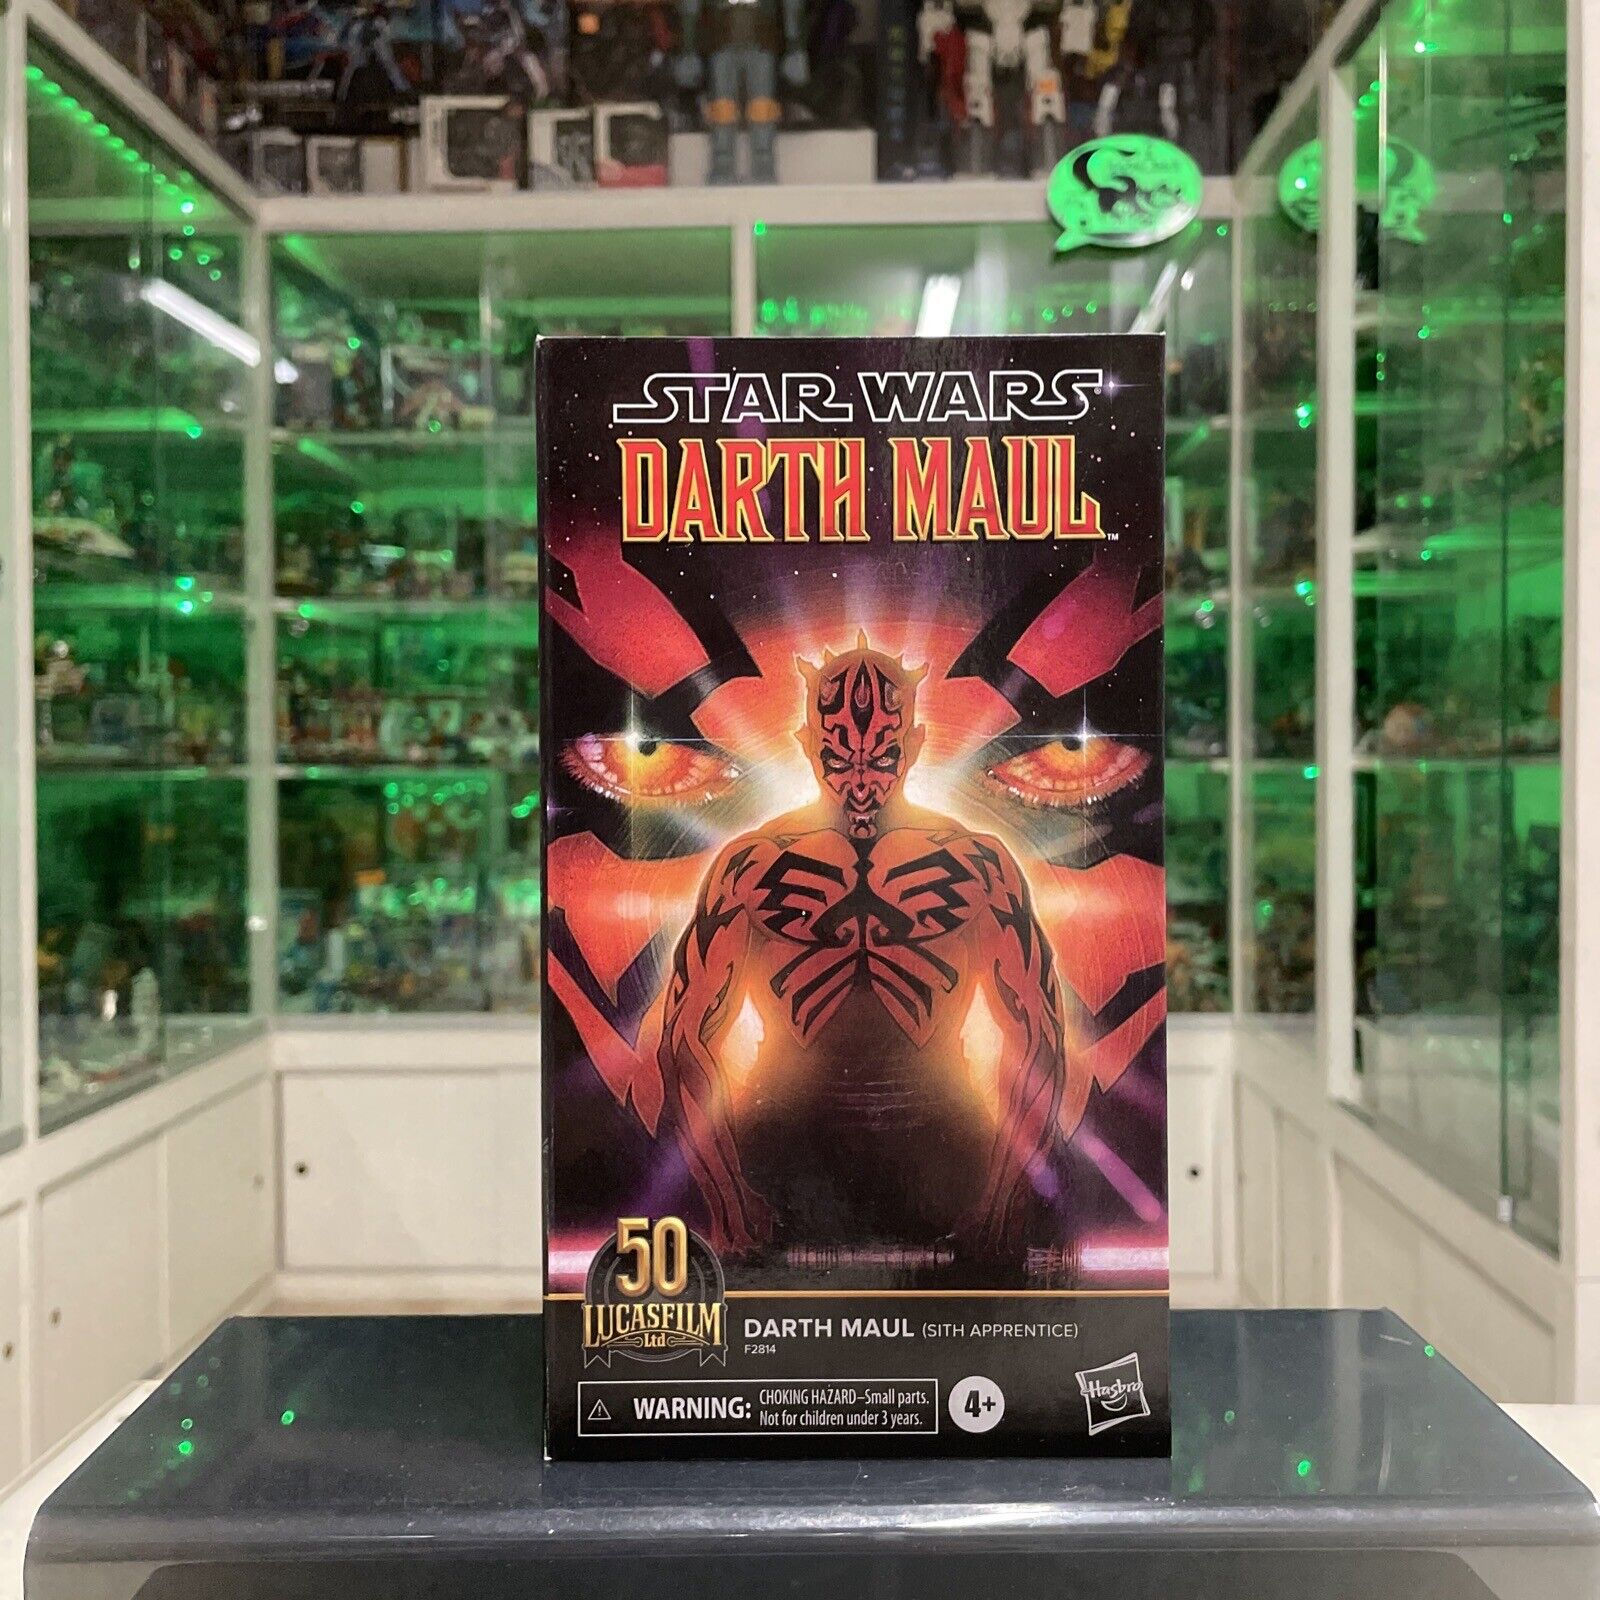 STAR WARS®
DARTH MAUL™
50
LUCASFILM
Ltd
DARTH MAUL (SITH APPRENTICE)
F2814
WARNING: CHOKING HAZARD–Small parts.
Not for children under 3 years.
4+
Hasbro